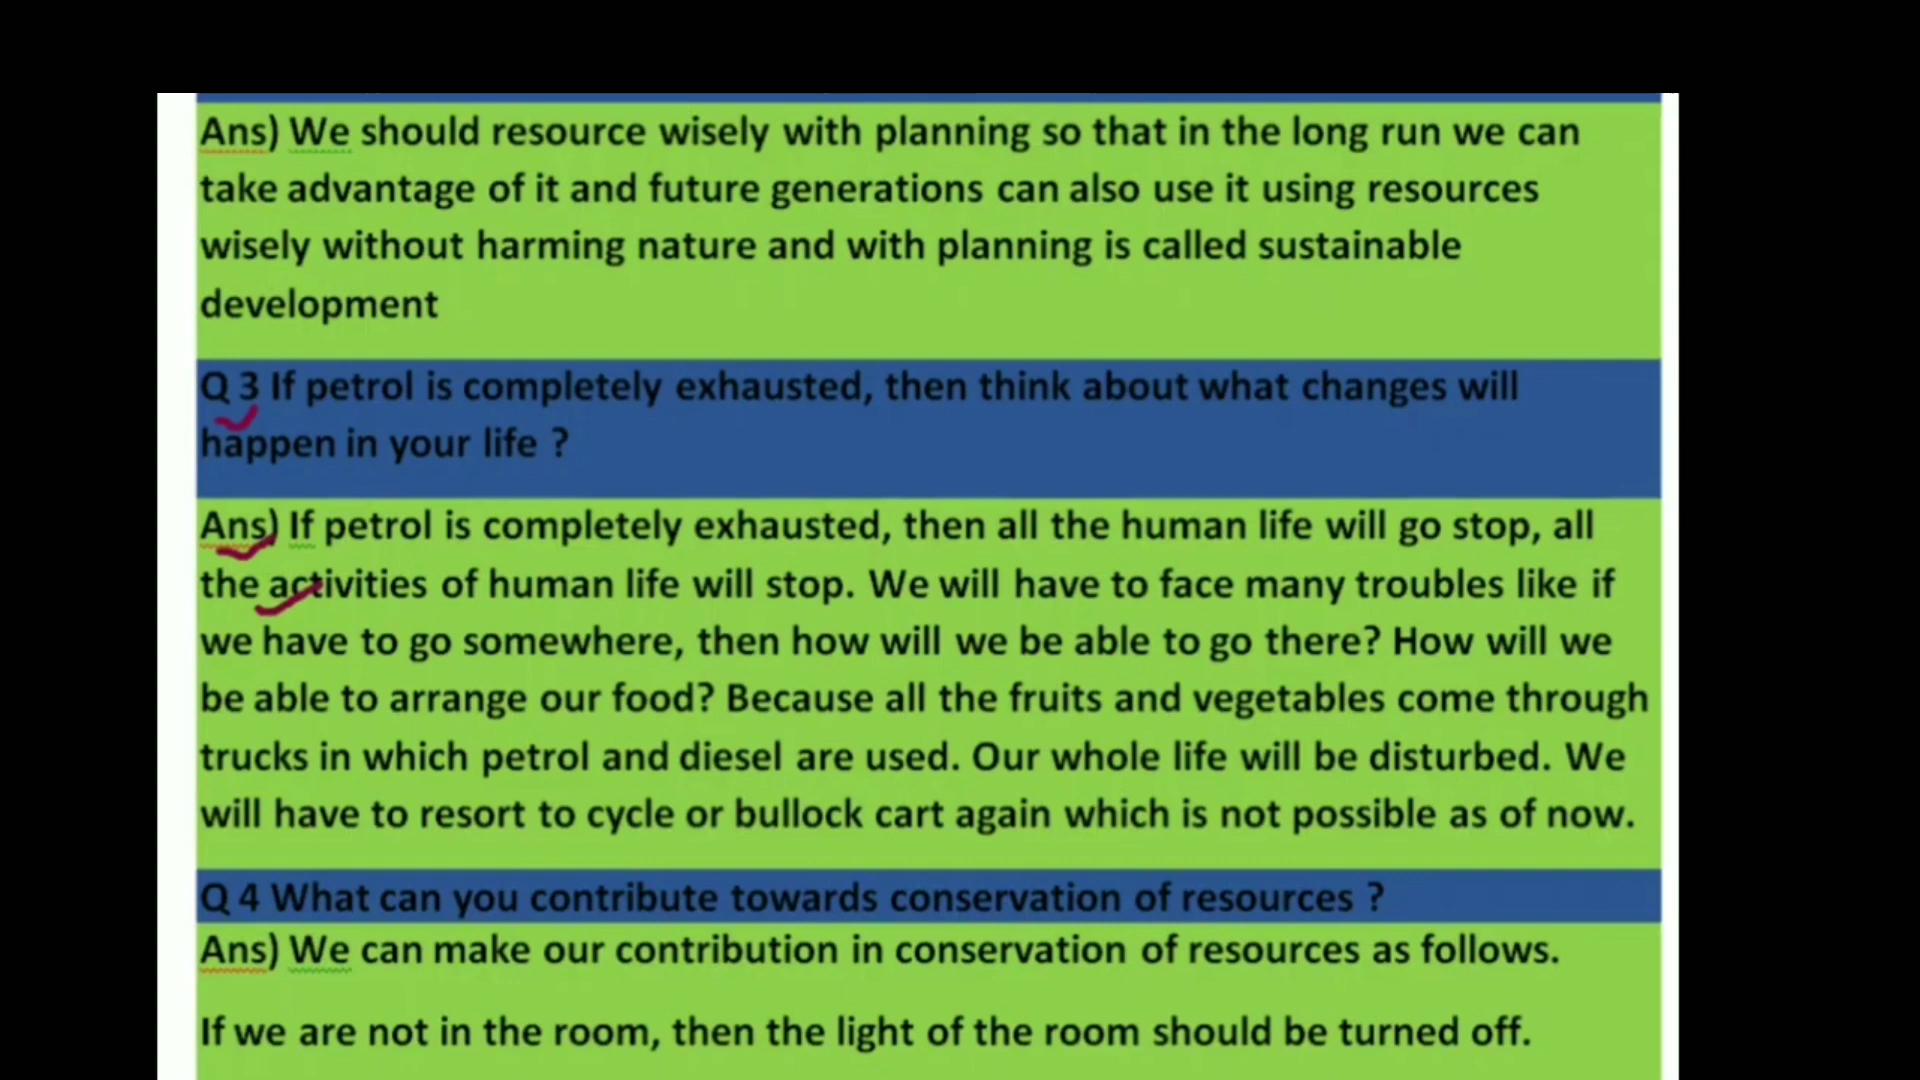 Ans) We should resource wisely with planning so that in the long run we can
take advantage of it and future generations can also use it using resources
wisely without harming nature and with planning is called sustainable
development
Q 3 If petrol is completely exhausted, then think about what changes will
happen in your life ?
Ans) If petrol is completely exhausted, then all the human life will go stop, all
the activities of human life will stop. We will have to face many troubles like if
we have to go somewhere, then how will we be able to go there? How will we
be able to arrange our food? Because all the fruits and vegetables come through
trucks in which petrol and diesel are used. Our whole life will be disturbed. We
will have to resort to cycle or bullock cart again which is not possible as of now.
Q 4 What can you contribute towards conservation of resources ?
Ans) We can make our contribution in conservation of resources as follows.
If we are not in the room, then the light of the room should be turned off.